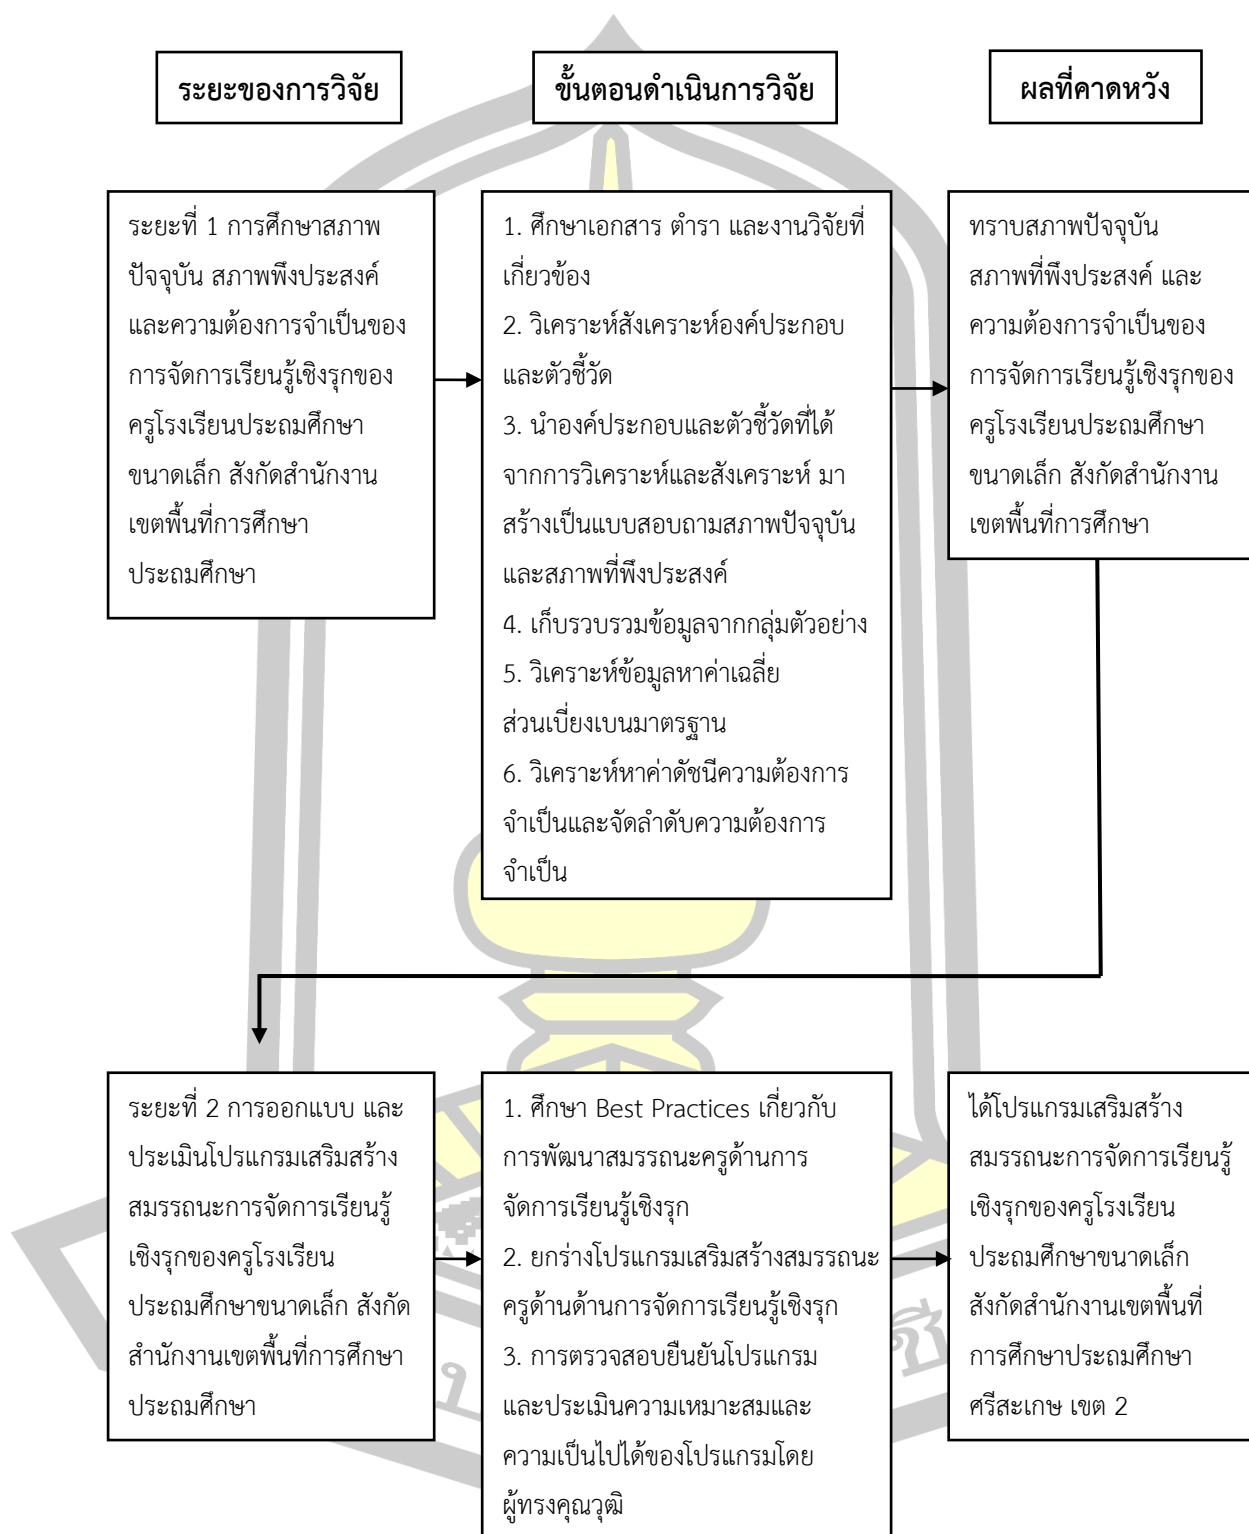 ระยะของการวิจัย
ขั้นตอนดำเนินการวิจัย
ผลที่คาดหวัง
ระยะที่ 1 การศึกษาสภาพ
ปัจจุบัน สภาพพึงประสงค์
และความต้องการจำเป็นของ
การจัดการเรียนรู้เชิงรุกของ
ครูโรงเรียนประถมศึกษา
ขนาดเล็ก สังกัดสำนักงาน
เขตพื้นที่การศึกษา
ประถมศึกษา
1. ศึกษาเอกสาร ตำรา และงานวิจัยที่
เกี่ยวข้อง
2. วิเคราะห์สังเคราะห์องค์ประกอบ
และตัวชี้วัด
3. นำองค์ประกอบและตัวชี้วัดที่ได้
จากการวิเคราะห์และสังเคราะห์ มา
สร้างเป็นแบบสอบถามสภาพปัจจุบัน
และสภาพที่พึงประสงค์
4. เก็บรวบรวมข้อมูลจากกลุ่มตัวอย่าง
5. วิเคราะห์ข้อมูลหาค่าเฉลี่ย
ส่วนเบี่ยงเบนมาตรฐาน
6. วิเคราะห์หาค่าดัชนีความต้องการ
จำเป็นและจัดลำดับความต้องการ
จำเป็น
ทราบสภาพปัจจุบัน
สภาพที่พึงประสงค์ และ
ความต้องการจำเป็นของ
การจัดการเรียนรู้เชิงรุกของ
ครูโรงเรียนประถมศึกษา
ขนาดเล็ก สังกัดสำนักงาน
เขตพื้นที่การศึกษา
ระยะที่ 2 การออกแบบ และ
ประเมินโปรแกรมเสริมสร้าง
สมรรถนะการจัดการเรียนรู้
เชิงรุกของครูโรงเรียน
ประถมศึกษาขนาดเล็ก สังกัด
สำนักงานเขตพื้นที่การศึกษา
ประถมศึกษา
1. ศึกษา Best Practices เกี่ยวกับ
การพัฒนาสมรรถนะครูด้านการ
จัดการเรียนรู้เชิงรุก
2. ยกร่างโปรแกรมเสริมสร้างสมรรถนะ
ครูด้านด้านการจัดการเรียนรู้เชิงรุก
3. การตรวจสอบยืนยันโปรแกรม
และประเมินความเหมาะสมและ
ความเป็นไปได้ของโปรแกรมโดย
ผู้ทรงคุณวุฒิ
ได้โปรแกรมเสริมสร้าง
สมรรถนะการจัดการเรียนรู้
เชิงรุกของครูโรงเรียน
ประถมศึกษาขนาดเล็ก
สังกัดสำนักงานเขตพื้นที่
การศึกษาประถมศึกษา
ศรีสะเกษ เขต 2